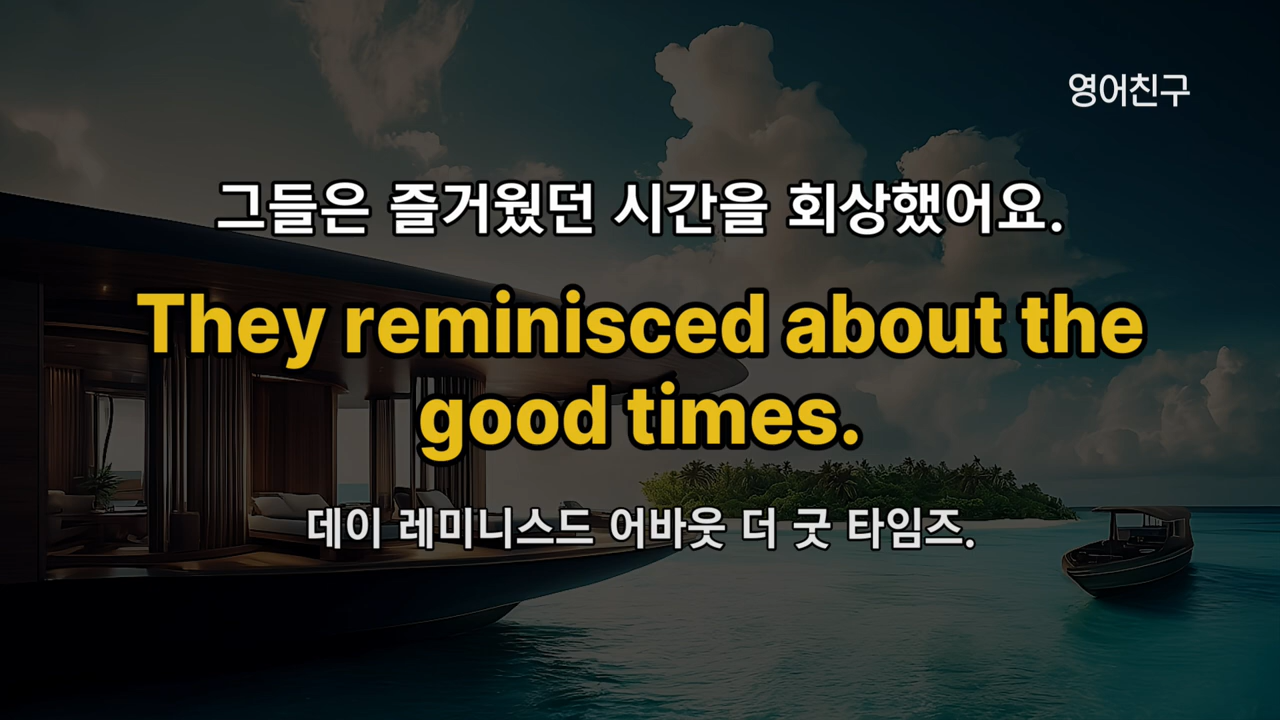 영어친구
그들은 즐거웠던 시간을 회상했어요.
They reminisced about the
good times.
데이 레미니스드 어바웃 더 굿 타임즈.